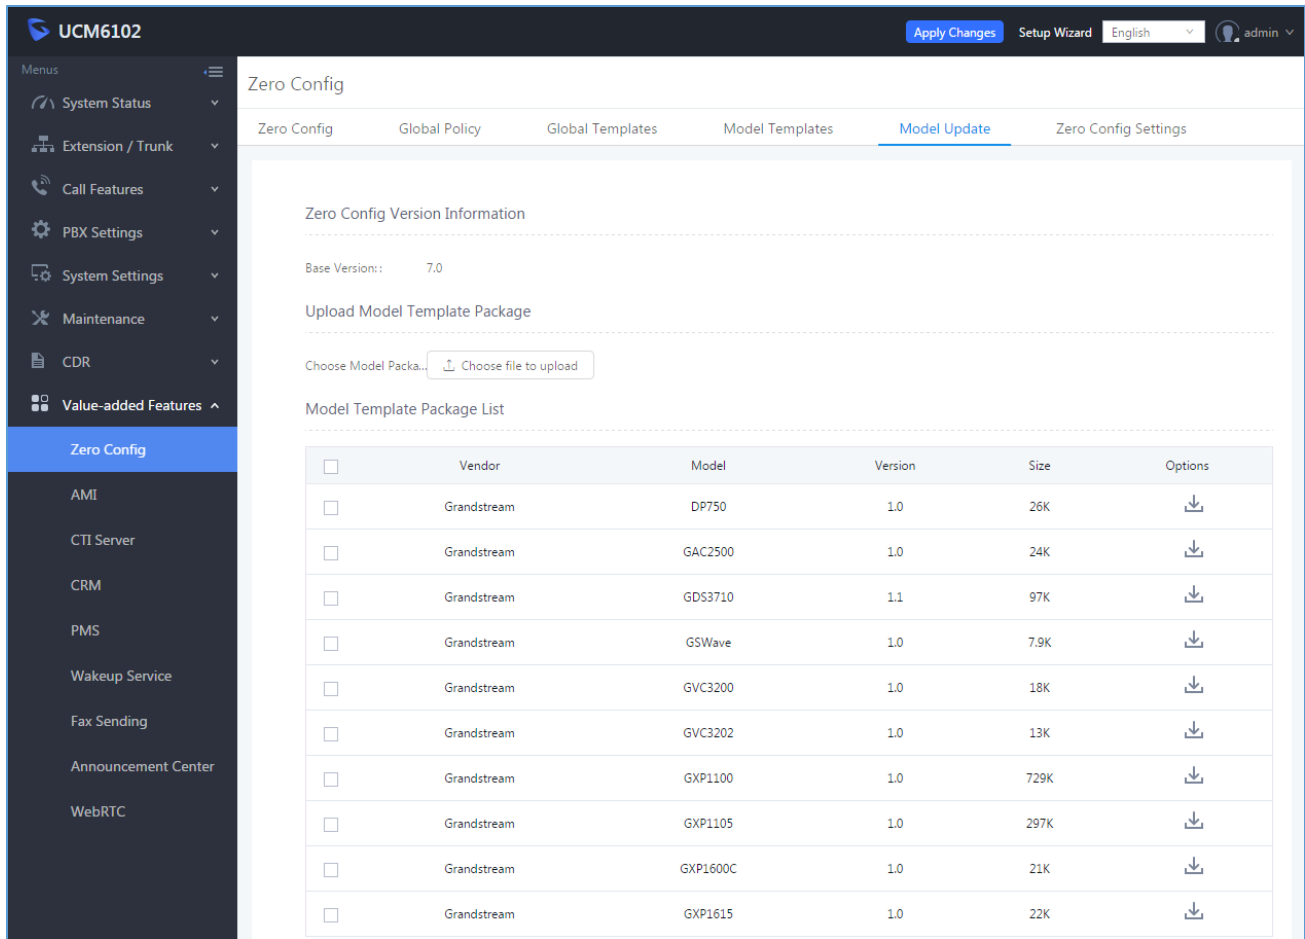 UCM6102
Apply Changes Setup Wizard English admin
Menus
System Status
Extension / Trunk
Call Features
PBX Settings
System Settings
Maintenance
CDR
Value-added Features
Zero Config
AMI
CTI Server
CRM
PMS
Wakeup Service
Fax Sending
Announcement Center
WebRTC
Zero Config
Zero Config Global Policy Global Templates Model Templates Model Update Zero Config Settings
Zero Config Version Information
Base Version:: 7.0
Upload Model Template Package
Choose Model Packa... Choose file to upload
Model Template Package List
Vendor Model Version Size Options
Grandstream DP750 1.0 26K
Grandstream GAC2500 1.0 24K
Grandstream GDS3710 1.1 97K
Grandstream GSWave 1.0 7.9K
Grandstream GVC3200 1.0 18K
Grandstream GVC3202 1.0 13K
Grandstream GXP1100 1.0 729K
Grandstream GXP1105 1.0 297K
Grandstream GXP1600C 1.0 21K
Grandstream GXP1615 1.0 22K